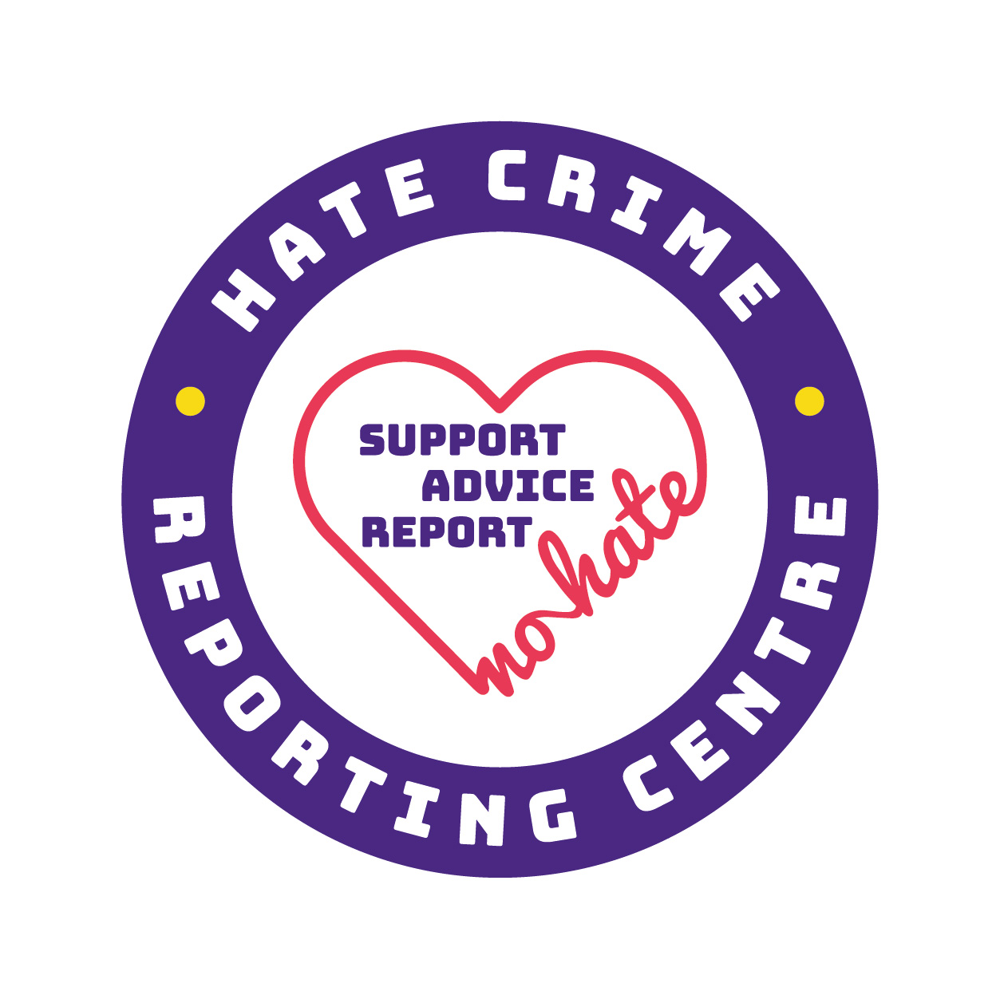 HATE CRIME
SUPPORT
ADVICE
REPORT
no hate
REPORTING CENTRE